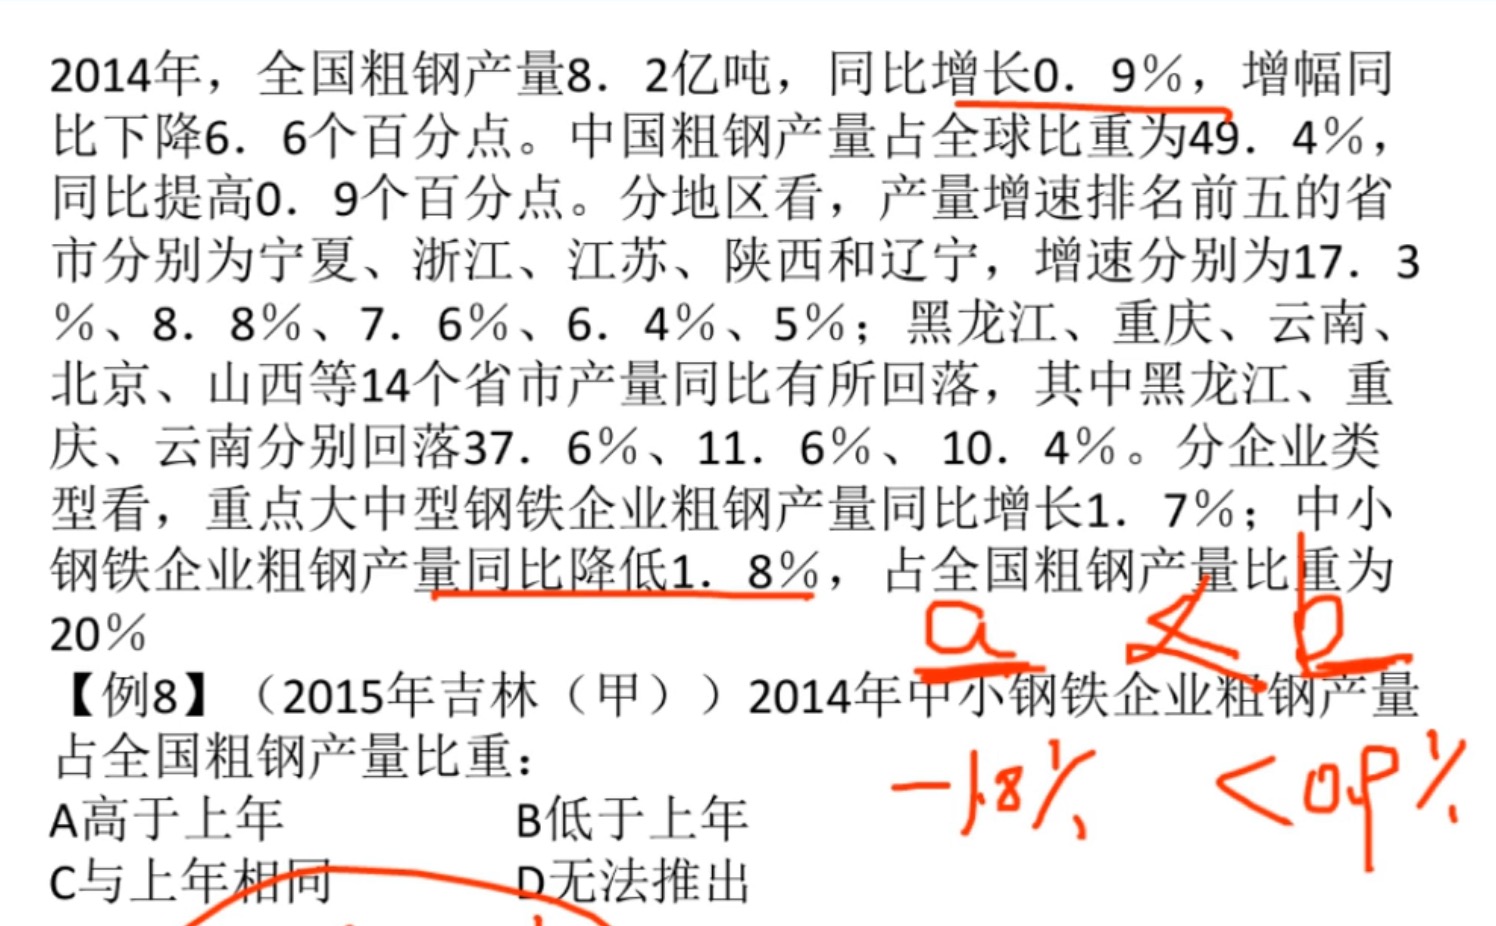 2014年，全国粗钢产量8．2亿吨，同比增长0．9％，增幅同
比下降6．6个百分点。中国粗钢产量占全球比重为49．4％，
同比提高0．9个百分点。分地区看，产量增速排名前五的省
市分别为宁夏、浙江、江苏、陕西和辽宁，增速分别为17．3
％、8．8％、7．6％、6．4％、5％；黑龙江、重庆、云南、
北京、山西等14个省市产量同比有所回落，其中黑龙江、重
庆、云南分别回落37．6％、11．6％、10．4％。分企业类
型看，重点大中型钢铁企业粗钢产量同比增长1．7％；中小
钢铁企业粗钢产量同比降低1．8％，占全国粗钢产量比重为
20％
a < b
【例8】（2015年吉林（甲））2014年中小钢铁企业粗钢产量
占全国粗钢产量比重：
-1.8% < 0.9%
A高于上年 B低于上年
C与上年相同 D无法推出